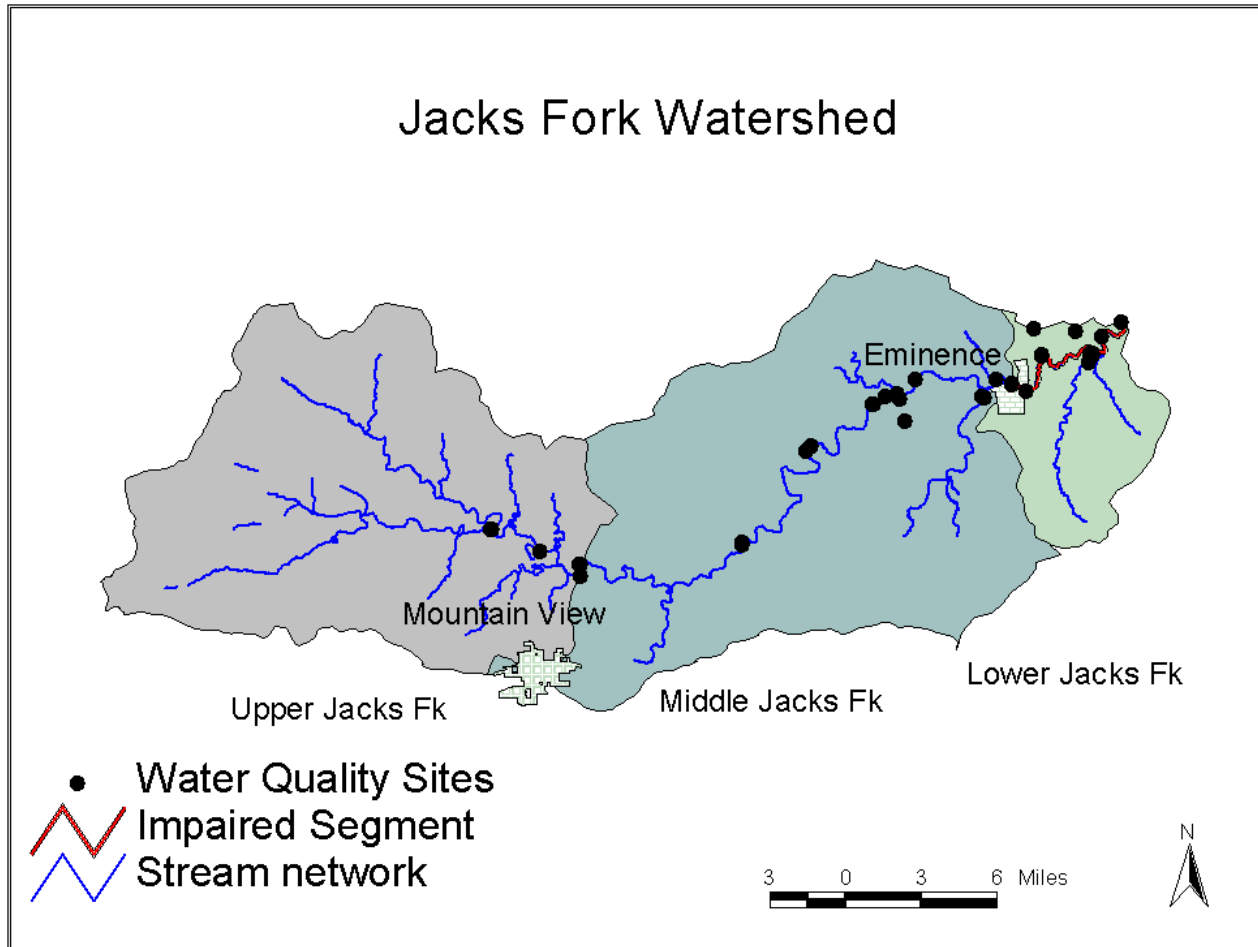 Jacks Fork Watershed
Eminence
Mountain View
Lower Jacks Fk
Middle Jacks Fk
Upper Jacks Fk
Water Quality Sites
Impaired Segment
Stream network
N
3 0 3 6 Miles